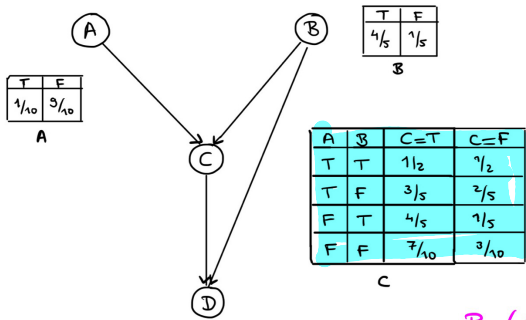 A
B
T F
4/5 1/5
B
T F
1/10 9/10
A
C
A B C=T C=F
T T 1/2 1/2
T F 3/5 2/5
F T 4/5 1/5
F F 7/10 3/10
C
D